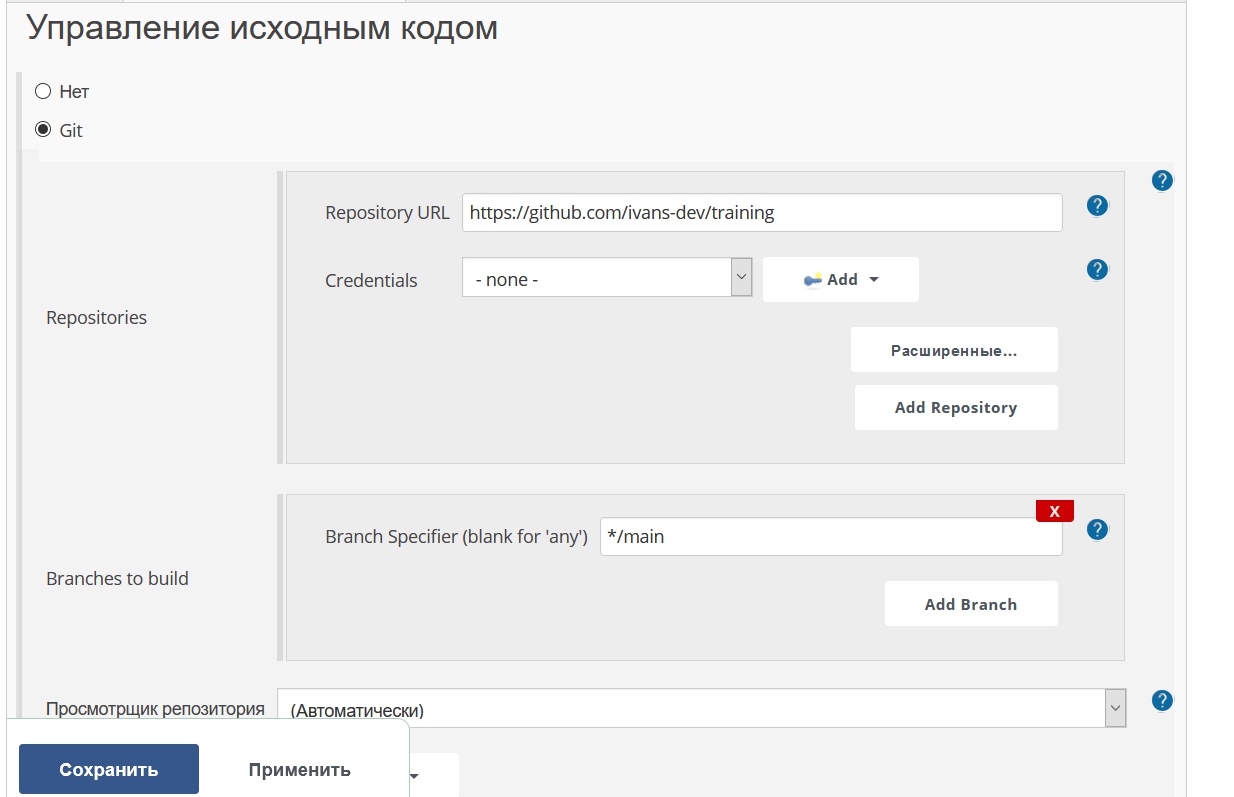 Управление исходным кодом
Нет
Git
Repositories
Repository URL https://github.com/ivans-dev/training
Credentials - none - Add
Расширенные...
Add Repository
Branches to build
X
Branch Specifier (blank for 'any') */main
Add Branch
Просмотрщик репозитория (Автоматически)
Сохранить Применить